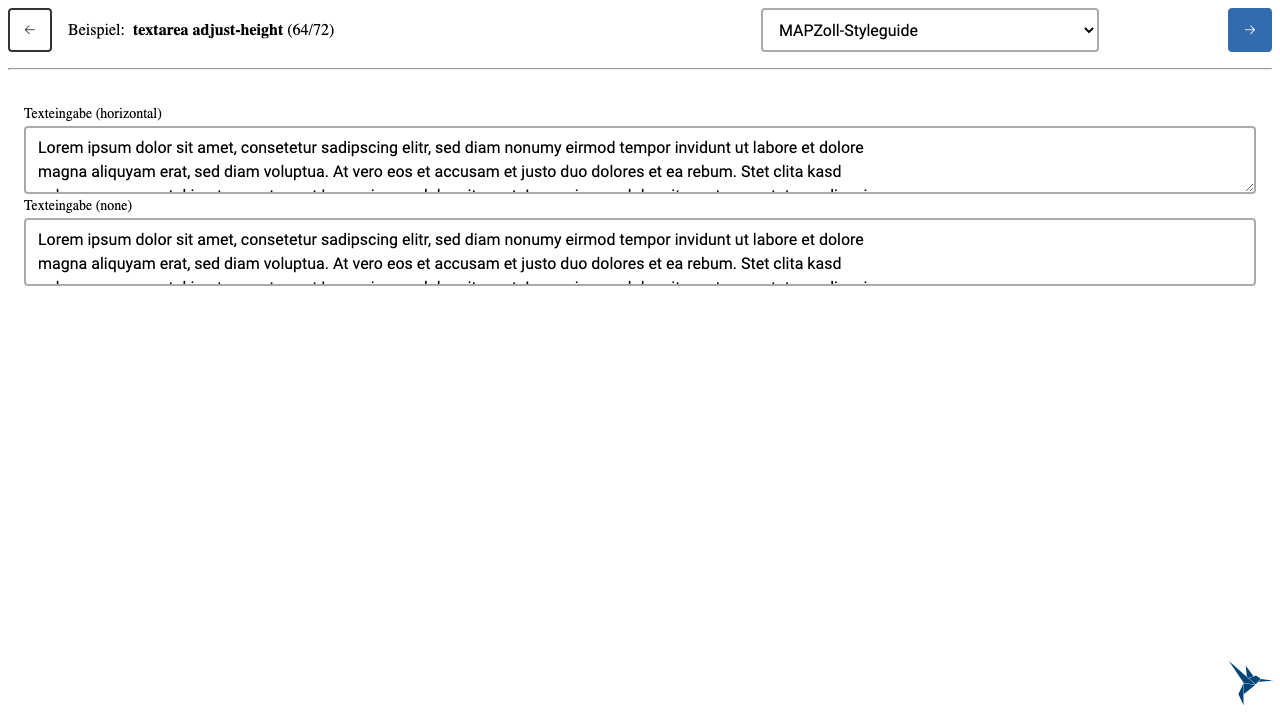 Beispiel: textarea adjust-height (64/72)
MAPZoll-Styleguide
Texteingabe (horizontal)
Lorem ipsum dolor sit amet, consetetur sadipscing elitr, sed diam nonumy eirmod tempor invidunt ut labore et dolore
magna aliquyam erat, sed diam voluptua. At vero eos et accusam et justo duo dolores et ea rebum. Stet clita kasd
Texteingabe (none)
Lorem ipsum dolor sit amet, consetetur sadipscing elitr, sed diam nonumy eirmod tempor invidunt ut labore et dolore
magna aliquyam erat, sed diam voluptua. At vero eos et accusam et justo duo dolores et ea rebum. Stet clita kasd